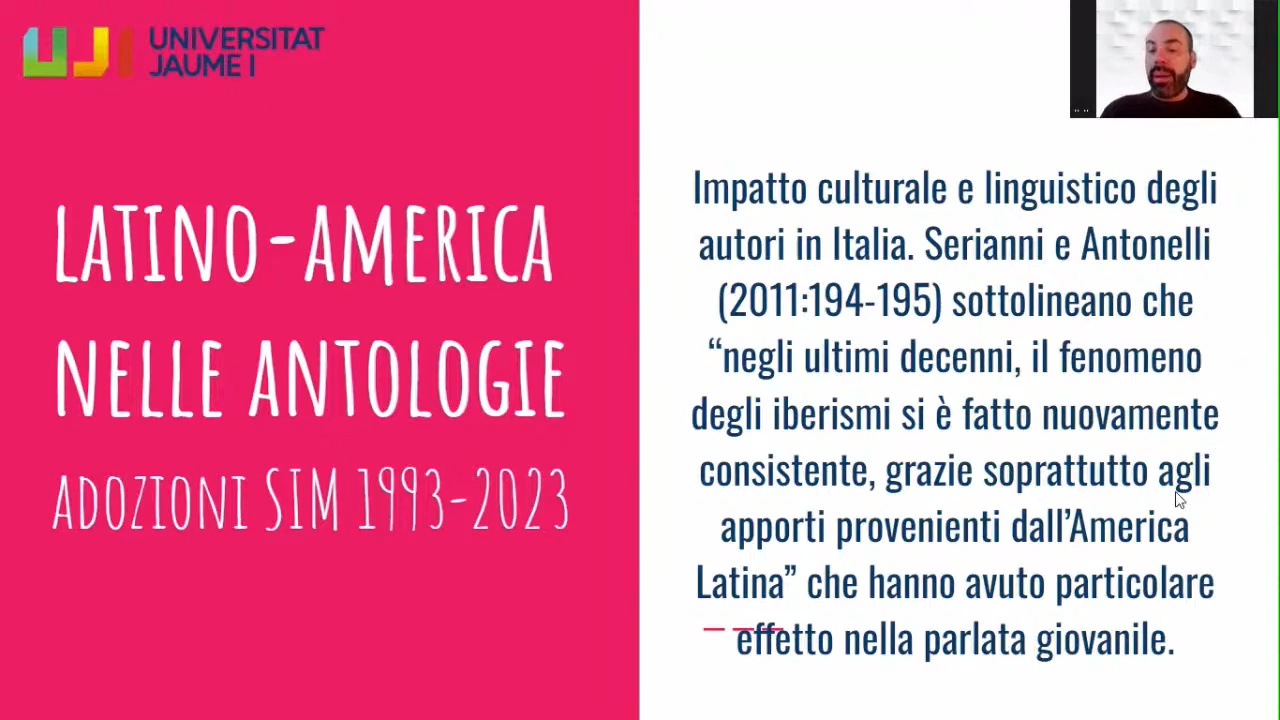 UJI UNIVERSITAT
JAUME I
LATINO-AMERICA
NELLE ANTOLOGIE
ADOZIONI SIM 1993-2023
Impatto culturale e linguistico degli
autori in Italia. Serianni e Antonelli
(2011:194-195) sottolineano che
“negli ultimi decenni, il fenomeno
degli iberismi si è fatto nuovamente
consistente, grazie soprattutto agli
apporti provenienti dall’America
Latina” che hanno avuto particolare
effetto nella parlata giovanile.